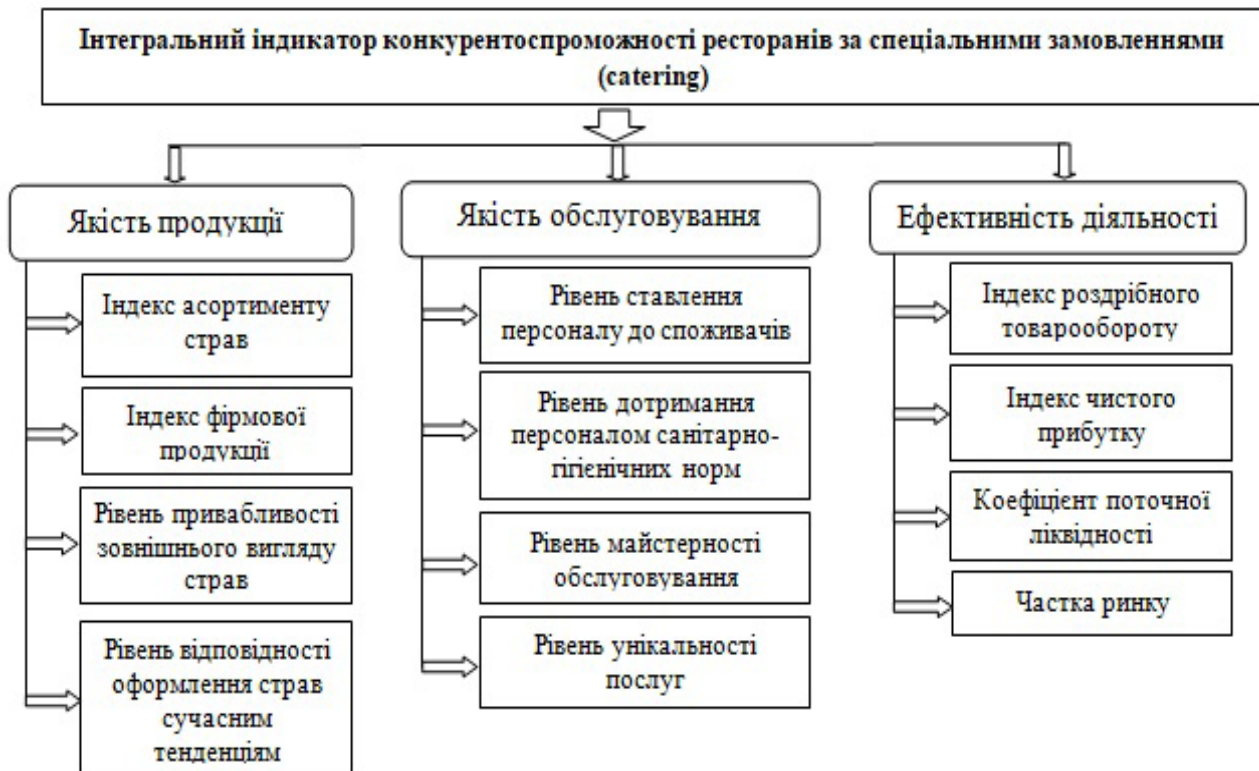 Інтегральний індикатор конкурентоспроможності ресторанів за спеціальними замовленнями
(catering)
Якість продукції
Індекс асортименту
страв
Індекс фірмової
продукції
Рівень привабливості
зовнішнього вигляду
страв
Рівень відповідності
оформлення страв
сучасним
тенденціям
Якість обслуговування
Рівень ставлення
персоналу до споживачів
Рівень дотримання
персоналом санітарно-
гігієнічних норм
Рівень майстерності
обслуговування
Рівень унікальності
послуг
Ефективність діяльності
Індекс роздрібного
товарообороту
Індекс чистого
прибутку
Коефіцієнт поточної
ліквідності
Частка ринку